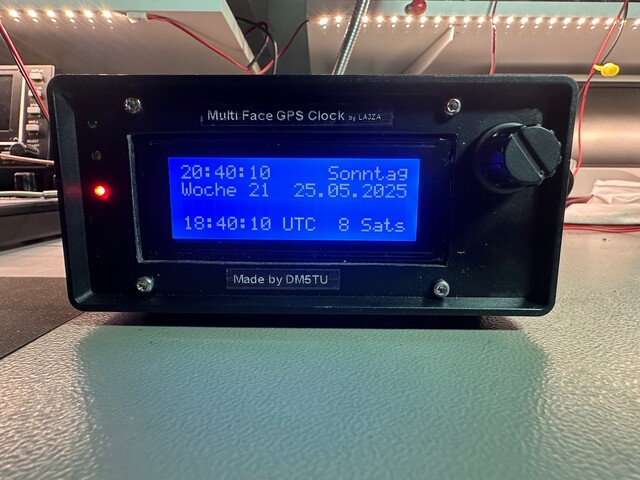 Multi Face GPS Clock by LA3ZA
20:40:10 Sonntag
Woche 21 25.05.2025
18:40:10 UTC 8 Sats
Made by DM5TU